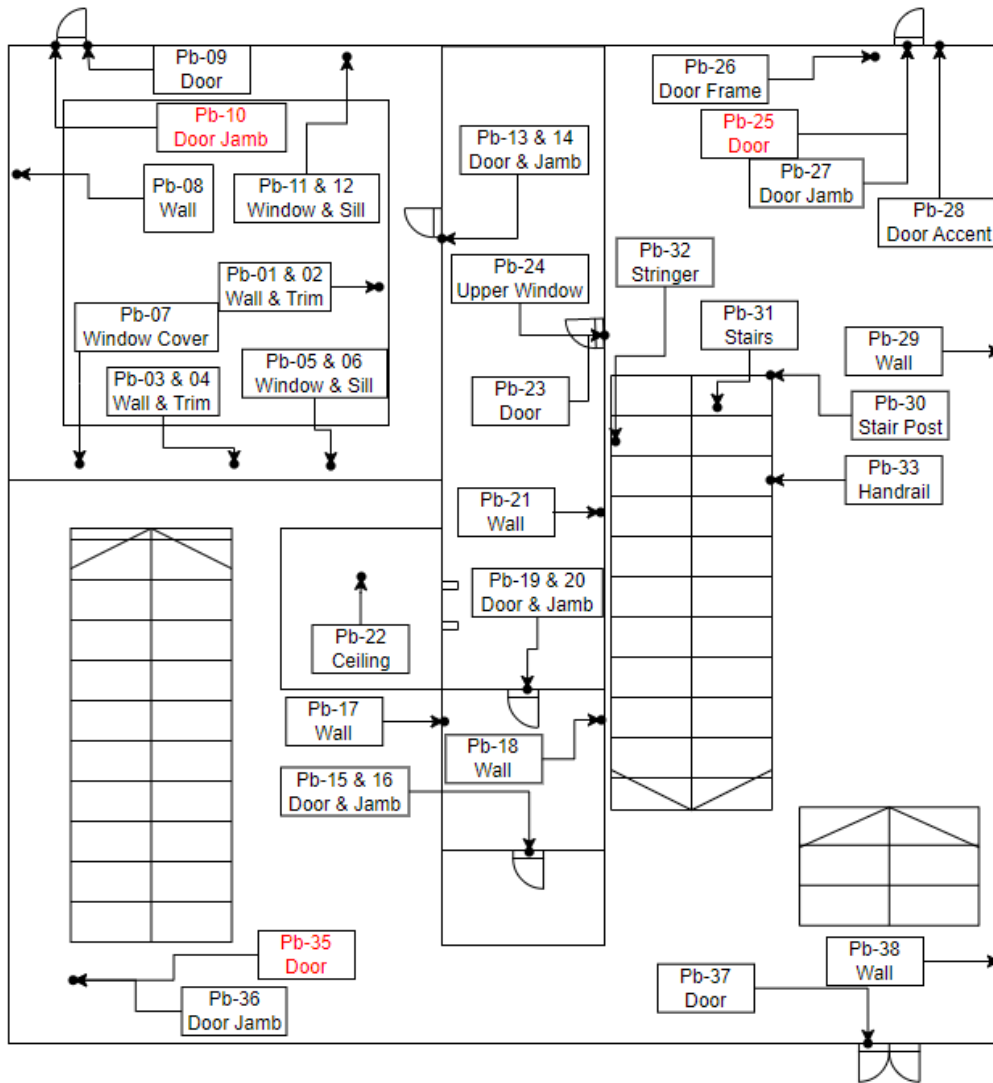 Pb-09
Door
Pb-10
Door Jamb
Pb-08
Wall
Pb-11 & 12
Window & Sill
Pb-13 & 14
Door & Jamb
Pb-26
Door Frame
Pb-25
Door
Pb-27
Door Jamb
Pb-28
Door Accent
Pb-01 & 02
Wall & Trim
Pb-07
Window Cover
Pb-03 & 04
Wall & Trim
Pb-05 & 06
Window & Sill
Pb-24
Upper Window
Pb-23
Door
Pb-32
Stringer
Pb-31
Stairs
Pb-29
Wall
Pb-30
Stair Post
Pb-33
Handrail
Pb-21
Wall
Pb-19 & 20
Door & Jamb
Pb-22
Ceiling
Pb-17
Wall
Pb-18
Wall
Pb-15 & 16
Door & Jamb
Pb-35
Door
Pb-36
Door Jamb
Pb-37
Door
Pb-38
Wall